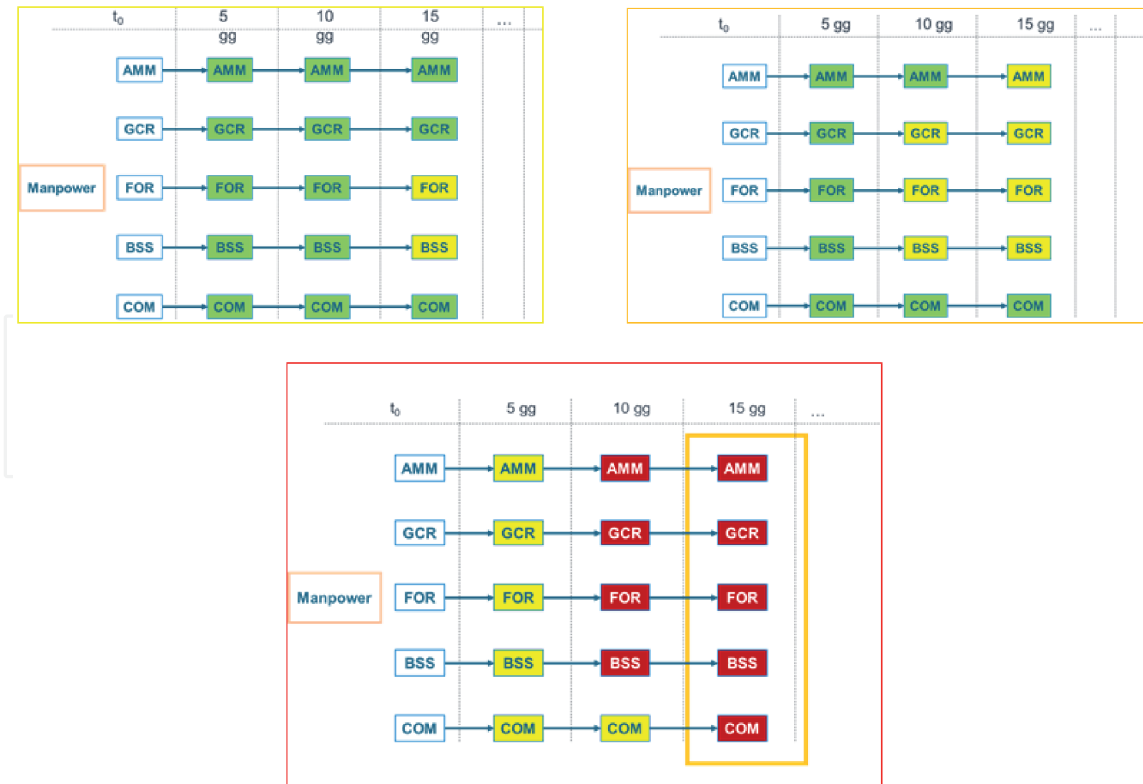 t0 5 10 15 ...
gg gg gg
AMM AMM AMM AMM
GCR GCR GCR GCR
Manpower FOR FOR FOR FOR
BSS BSS BSS BSS
COM COM COM COM
t0 5 gg 10 gg 15 gg ...
AMM AMM AMM AMM
GCR GCR GCR GCR
Manpower FOR FOR FOR FOR
BSS BSS BSS BSS
COM COM COM COM
t0 5 gg 10 gg 15 gg ...
AMM AMM AMM AMM
GCR GCR GCR GCR
Manpower FOR FOR FOR FOR
BSS BSS BSS BSS
COM COM COM COM